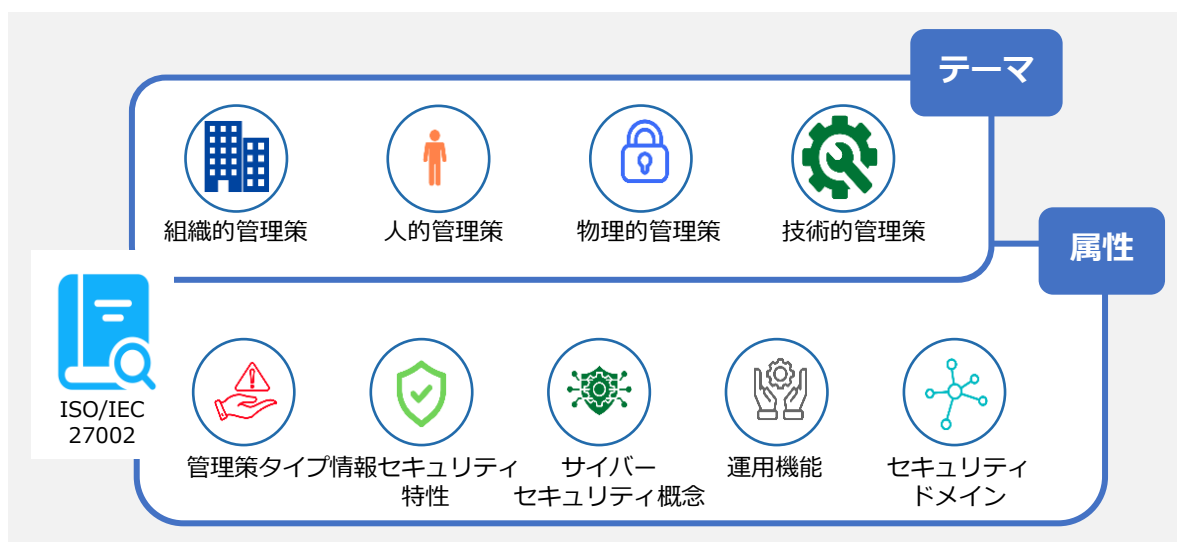 テーマ
組織的管理策
人的管理策
物理的管理策
技術的管理策
属性
ISO/IEC
27002
管理策タイプ
情報セキュリティ
特性
サイバー
セキュリティ概念
運用機能
セキュリティ
ドメイン